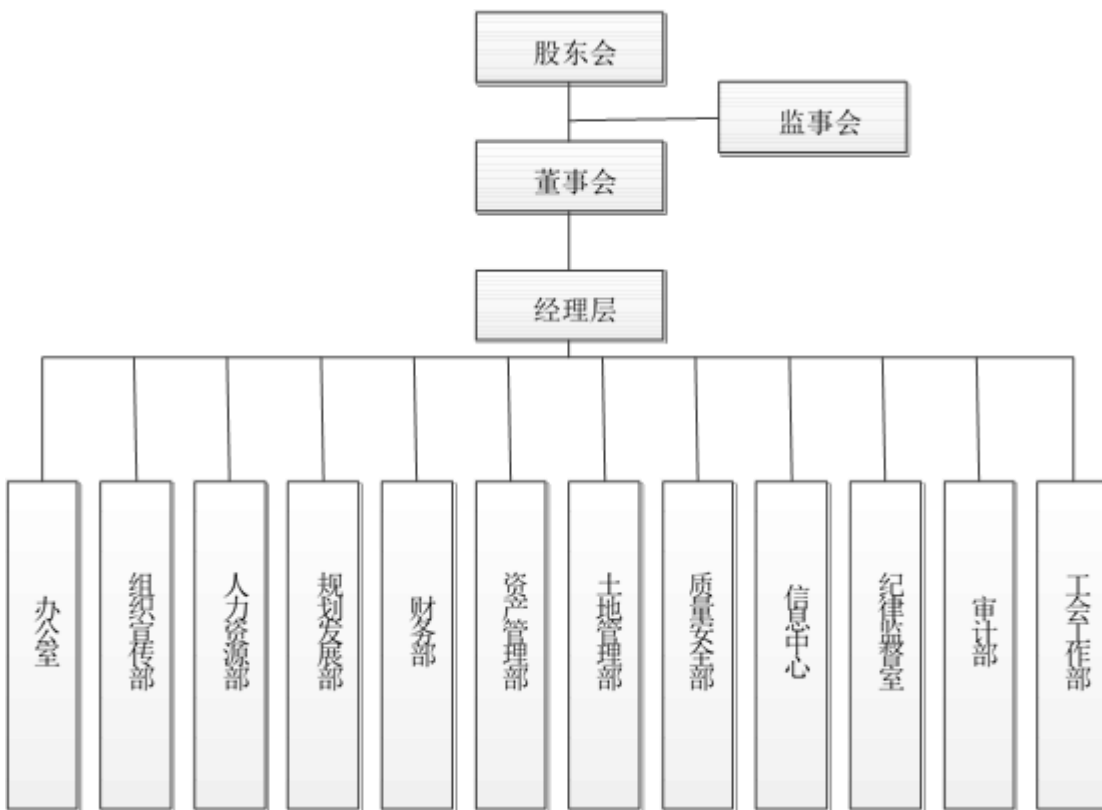 股东会
监事会
董事会
经理层
办公室
组织宣传部
人力资源部
规划发展部
财务部
资产管理部
土地管理部
质量安全部
信息中心
纪律监督室
审计部
工会工作部